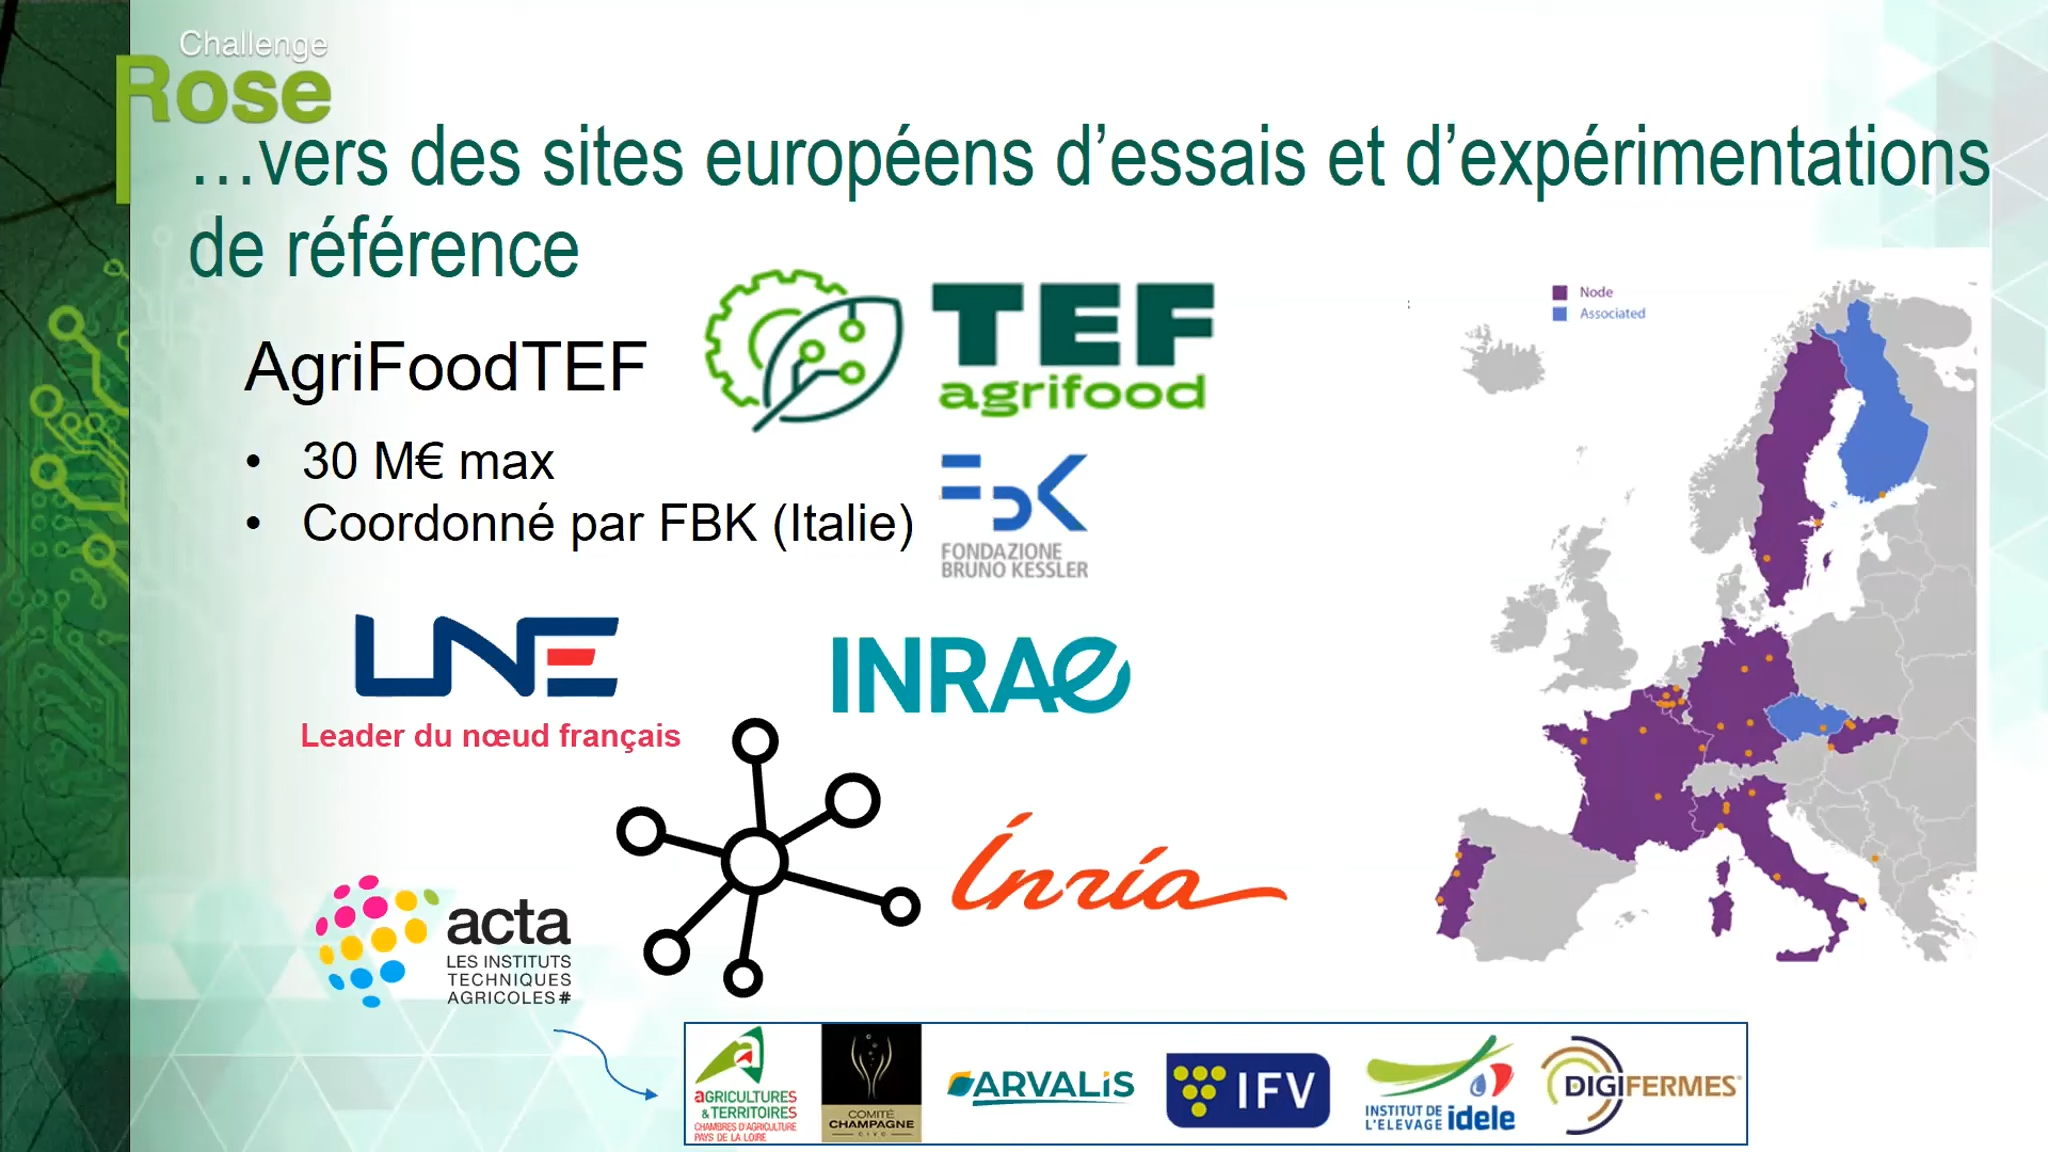 Challenge
Rose
…vers des sites européens d’essais et d’expérimentations
de référence
AgriFoodTEF
TEF
agrifood
• 30 M€ max
• Coordonné par FBK (Italie)
FBK
FONDAZIONE
BRUNO KESSLER
Node
Associated
LNE
Leader du nœud français
INRAE
Inria
acta
LES INSTITUTS
TECHNIQUES
AGRICOLES#
AGRICULTURES
& TERRITOIRES
CHAMBRES D'AGRICULTURE
PAYS DE LA LOIRE
COMITÉ
CHAMPAGNE
CIVC
ARVALIS
IFV
INSTITUT DE
L'ELEVAGE idele
DIGIFERMES